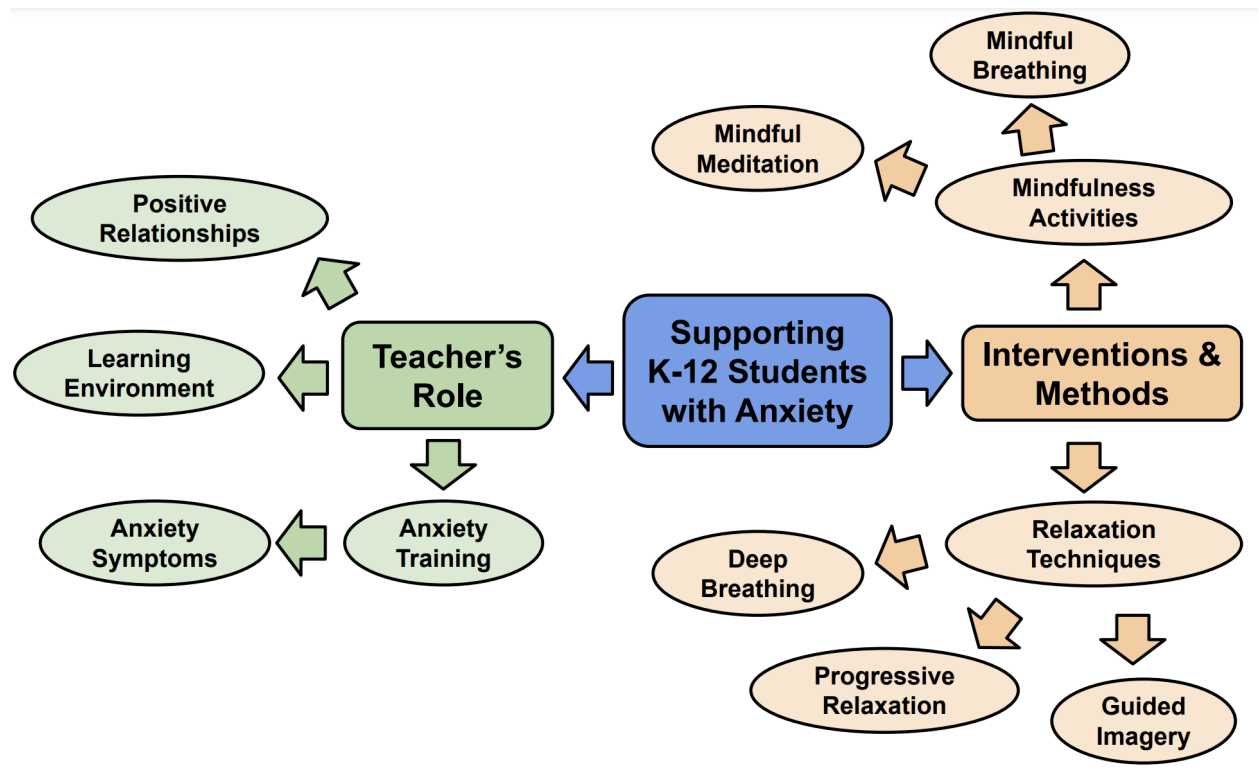 Mindful
Breathing
Mindful
Meditation
Mindfulness
Activities
Positive
Relationships
Learning
Environment
Teacher’s
Role
Supporting
K-12 Students
with Anxiety
Interventions &
Methods
Anxiety
Symptoms
Anxiety
Training
Relaxation
Techniques
Deep
Breathing
Progressive
Relaxation
Guided
Imagery